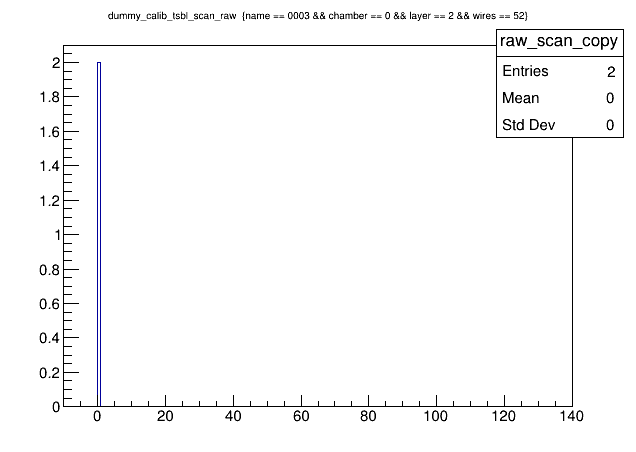 dummy_calib_tsbl_scan_raw {name == 0003 && chamber == 0 && layer == 2 && wires == 52}
raw_scan_copy
Entries 2
Mean 0
Std Dev 0
2
1.8
1.6
1.4
1.2
1
0.8
0.6
0.4
0.2
0
0 20 40 60 80 100 120 140